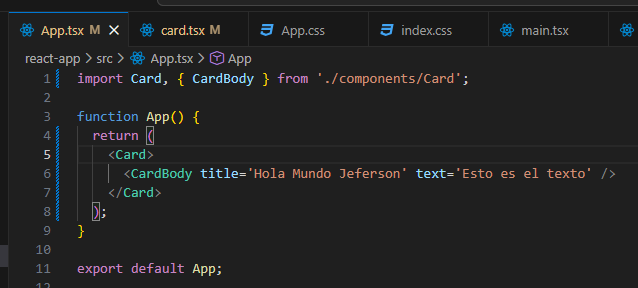 App.tsx M × card.tsx M App.css index.css main.tsx
react-app > src > App.tsx > App
1 import Card, { CardBody } from './components/Card';
2
3 function App() {
4 return (
5 <Card>
6 <CardBody title='Hola Mundo Jeferson' text='Esto es el texto' />
7 </Card>
8 );
9 }
10
11 export default App;
12